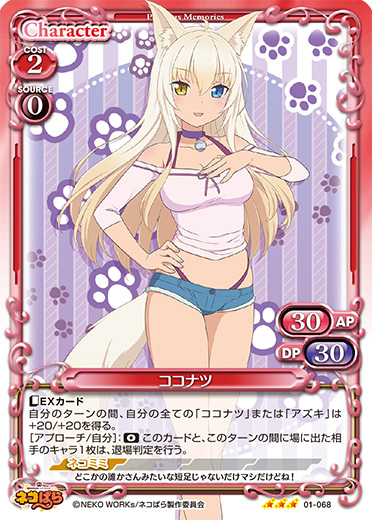 Precious Memories
Character
COST
2
SOURCE
0
30 AP
DP 30
ココナツ
EXカード
自分のターンの間、自分の全ての「ココナツ」または「アズキ」は
+20/+20を得る。
[アプローチ/自分]: このカードと、このターンの間に場に出た相
手のキャラ1枚は、退場判定を行う。
ネコミミ
どこかの誰かさんみたいな短足じゃないだけマシだけどね!
ネコぱら
©NEKO WORKs/ネコぱら製作委員会
01-068